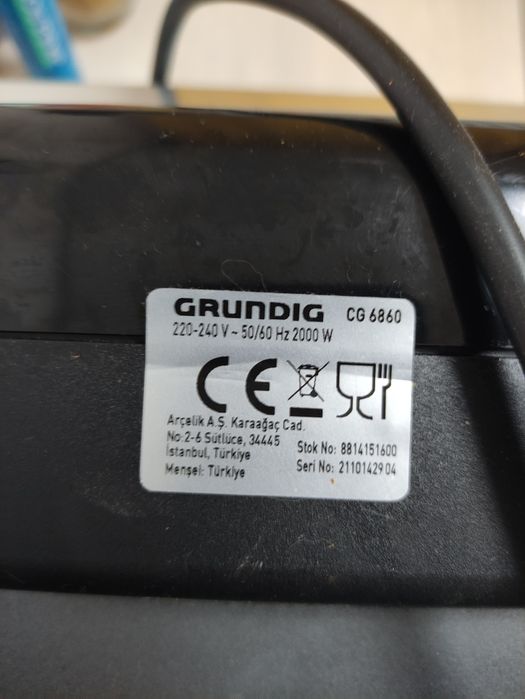 GRUNDIG CG 6860
220-240 V ~ 50/60 Hz 2000 W
CE
Arçelik A.Ş. Karaağaç Cad.
No:2-6 Sütlüce, 34445
İstanbul, Türkiye
Menşei: Türkiye
Stok No: 8814151600
Seri No: 2110142904